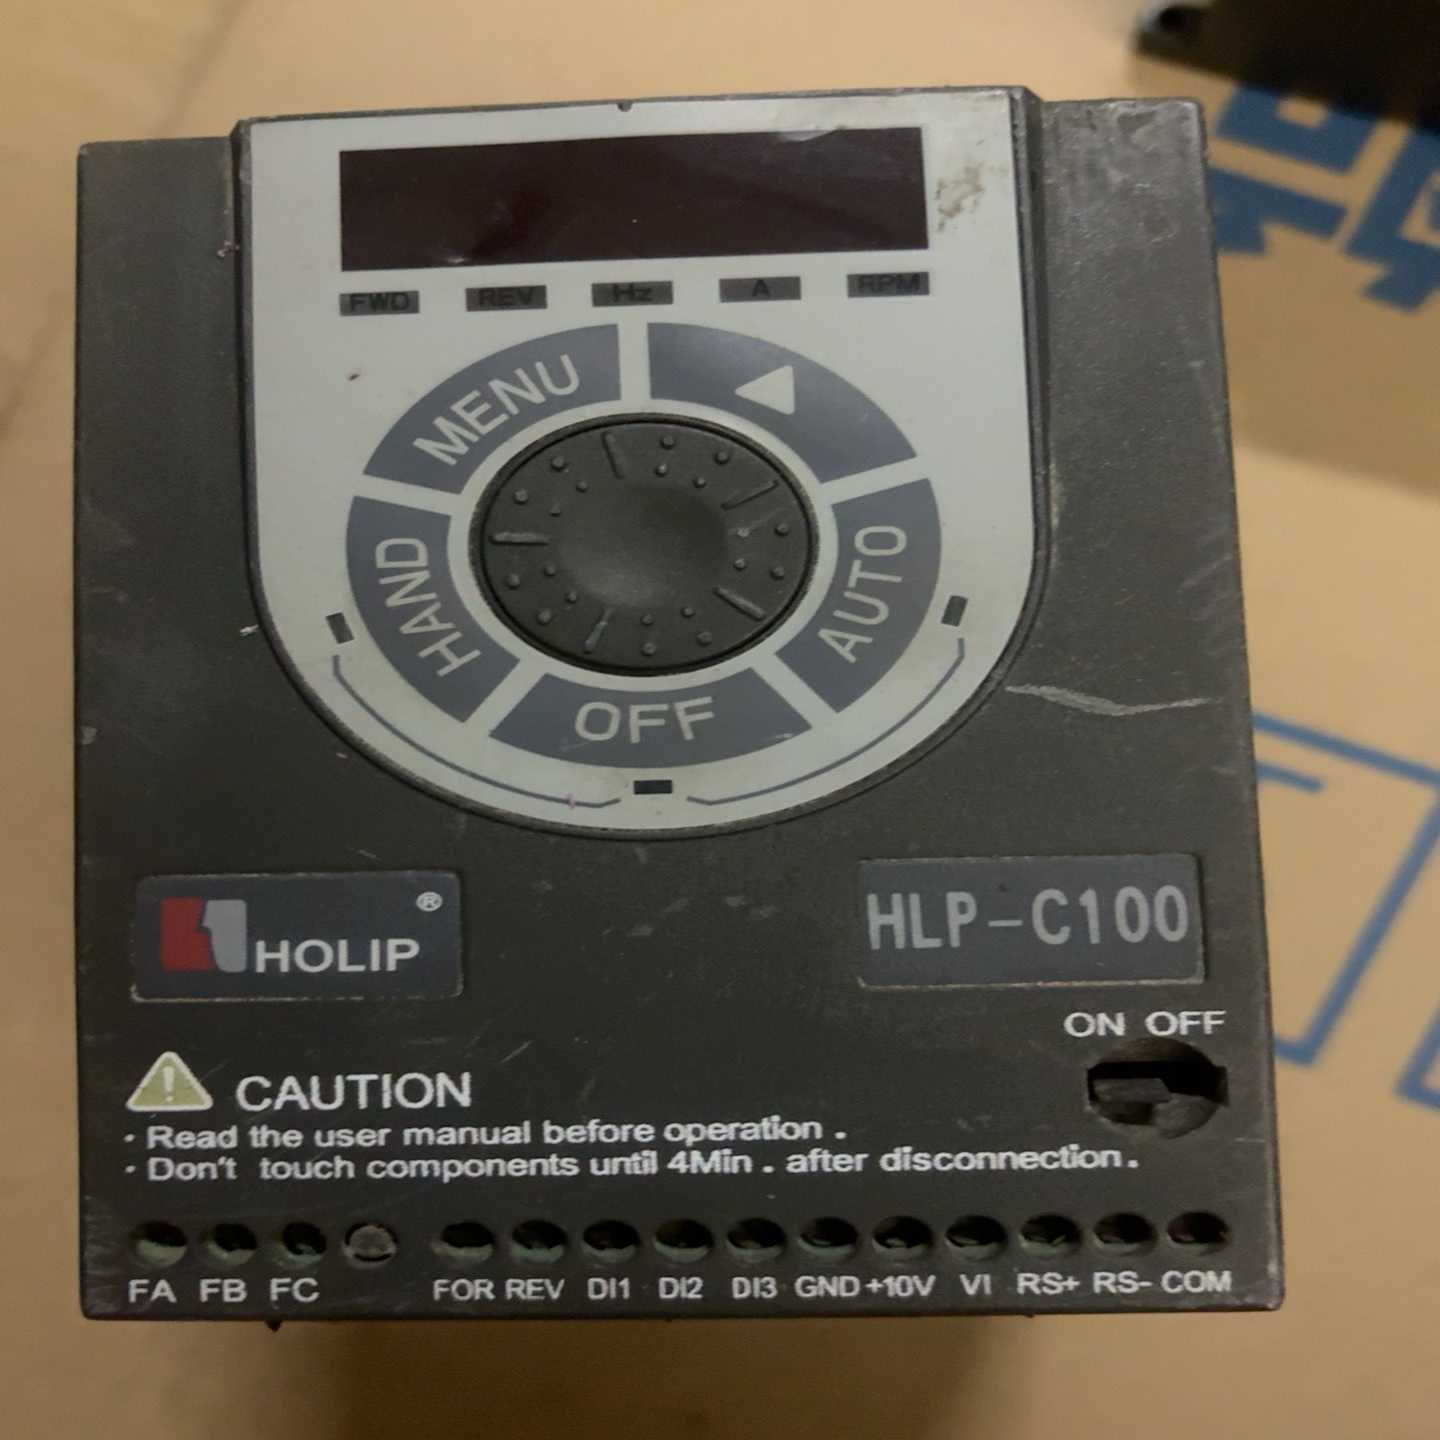 FWD REV Hz A RPM
MENU
HAND
AUTO
OFF
HOLIP®
HLP-C100
ON OFF
! CAUTION
· Read the user manual before operation .
· Don't touch components until 4Min . after disconnection.
FA FB FC FOR REV DI1 DI2 DI3 GND +10V VI RS+ RS- COM